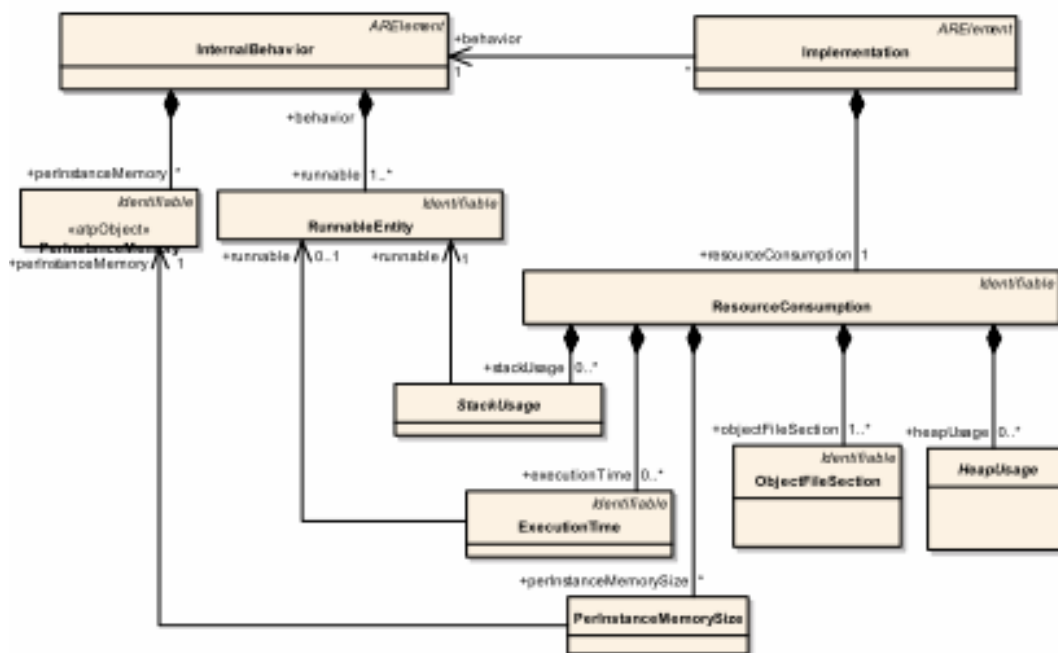 ARElement
InternalBehavior
ARElement
Implementation
+behavior
1
*
+behavior
+perInstanceMemory *
+runnable 1..*
Identifiable
«atpObject»
PerInstanceMemory
+perInstanceMemory 1
Identifiable
RunnableEntity
+runnable 0..1
+runnable 1
+resourceConsumption 1
Identifiable
ResourceConsumption
+stackUsage 0..*
StackUsage
+objectFileSection 1..*
+heapUsage 0..*
Identifiable
ObjectFileSection
HeapUsage
+executionTime 0..*
Identifiable
ExecutionTime
+perInstanceMemorySize *
PerInstanceMemorySize